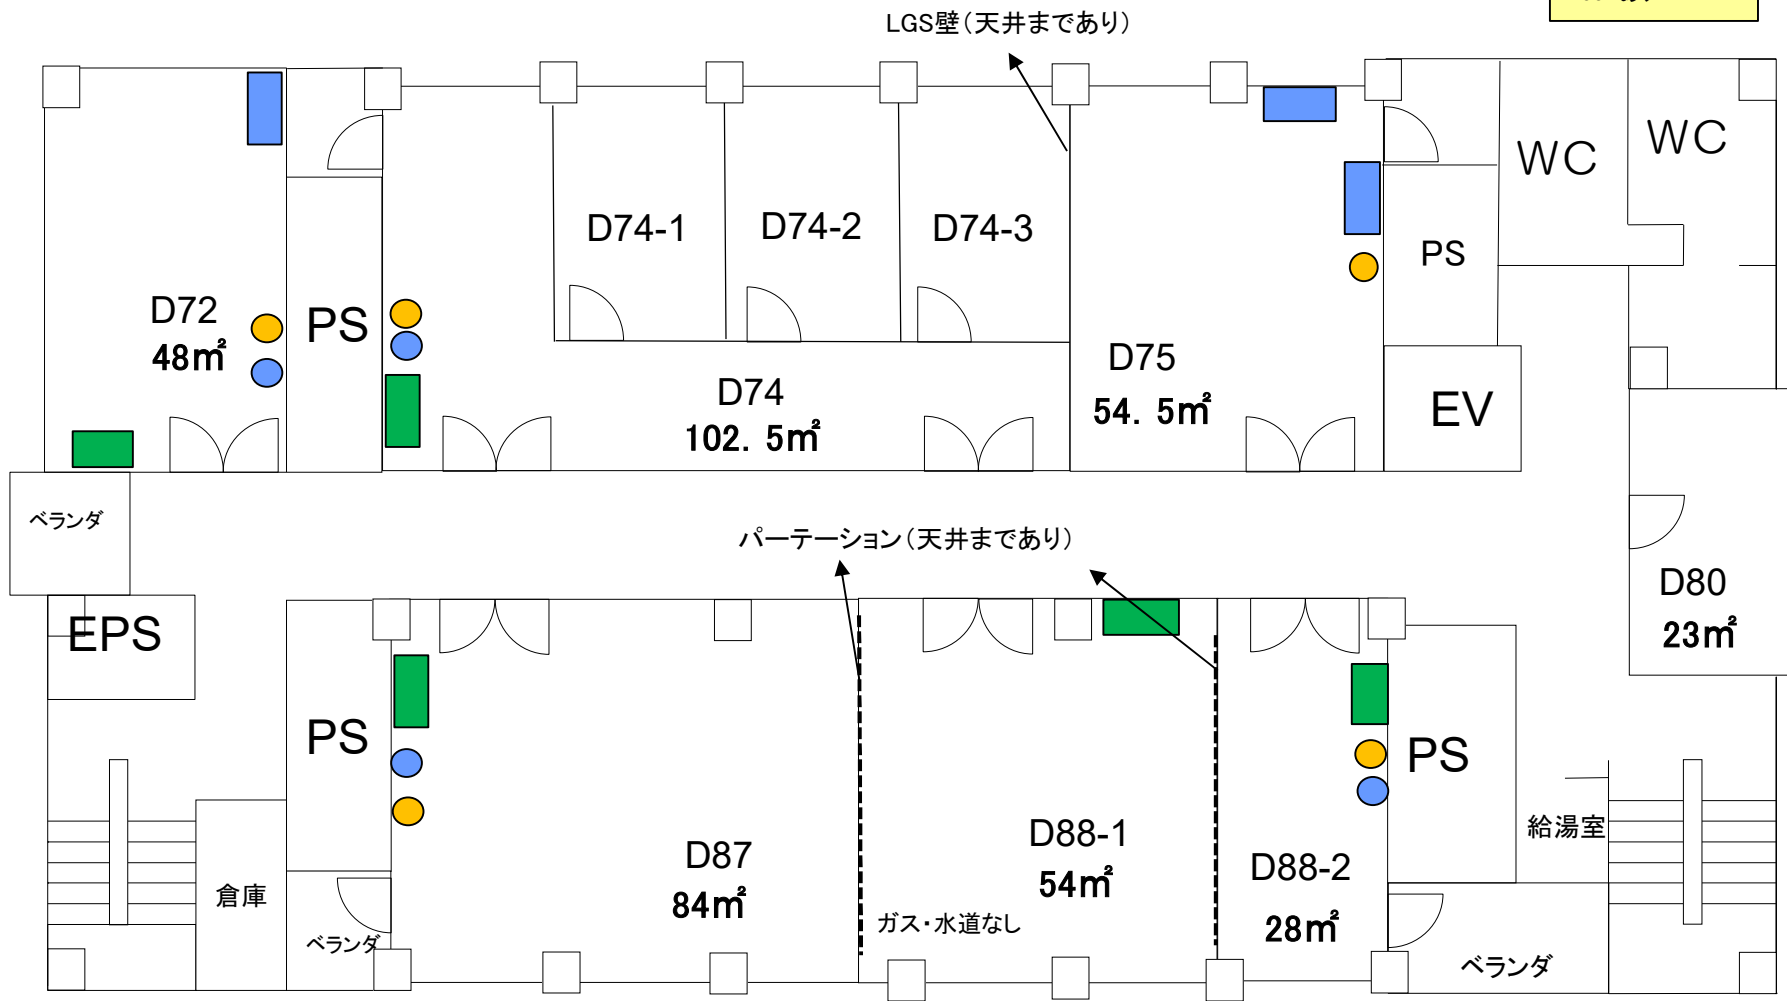 LGS壁（天井まであり）
WC
WC
D74-1
D74-2
D74-3
PS
D72
48㎡
PS
D74
102．5㎡
D75
54．5㎡
EV
ベランダ
パーテーション（天井まであり）
D80
23㎡
EPS
PS
PS
D87
84㎡
D88-1
54㎡
D88-2
28㎡
給湯室
倉庫
ガス・水道なし
ベランダ
ベランダ